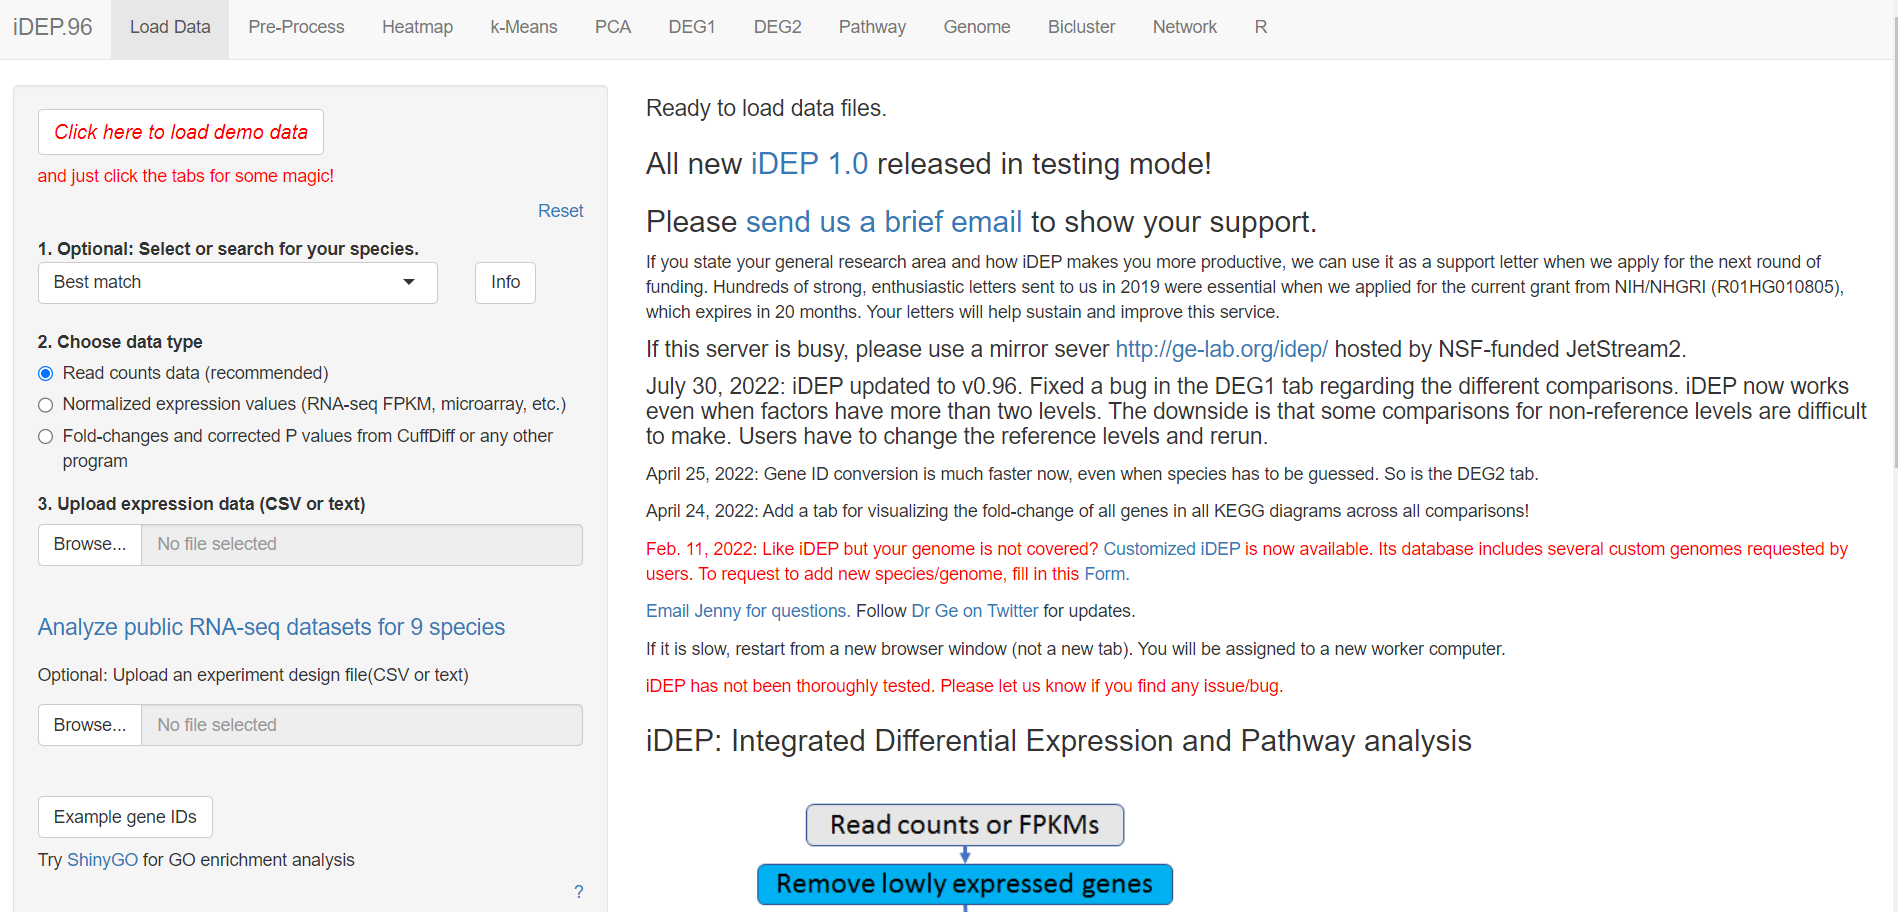 iDEP.96 Load Data Pre-Process Heatmap k-Means PCA DEG1 DEG2 Pathway Genome Bicluster Network R
Click here to load demo data
and just click the tabs for some magic!
Reset
1. Optional: Select or search for your species.
Best match
Info
2. Choose data type
Read counts data (recommended)
Normalized expression values (RNA-seq FPKM, microarray, etc.)
Fold-changes and corrected P values from CuffDiff or any other
program
3. Upload expression data (CSV or text)
Browse... No file selected
Analyze public RNA-seq datasets for 9 species
Optional: Upload an experiment design file(CSV or text)
Browse... No file selected
Example gene IDs
Try ShinyGO for GO enrichment analysis
?
Ready to load data files.
All new iDEP 1.0 released in testing mode!
Please send us a brief email to show your support.
If you state your general research area and how iDEP makes you more productive, we can use it as a support letter when we apply for the next round of
funding. Hundreds of strong, enthusiastic letters sent to us in 2019 were essential when we applied for the current grant from NIH/NHGRI (R01HG010805),
which expires in 20 months. Your letters will help sustain and improve this service.
If this server is busy, please use a mirror sever http://ge-lab.org/idep/ hosted by NSF-funded JetStream2.
July 30, 2022: iDEP updated to v0.96. Fixed a bug in the DEG1 tab regarding the different comparisons. iDEP now works
even when factors have more than two levels. The downside is that some comparisons for non-reference levels are difficult
to make. Users have to change the reference levels and rerun.
April 25, 2022: Gene ID conversion is much faster now, even when species has to be guessed. So is the DEG2 tab.
April 24, 2022: Add a tab for visualizing the fold-change of all genes in all KEGG diagrams across all comparisons!
Feb. 11, 2022: Like iDEP but your genome is not covered? Customized iDEP is now available. Its database includes several custom genomes requested by
users. To request to add new species/genome, fill in this Form.
Email Jenny for questions. Follow Dr Ge on Twitter for updates.
If it is slow, restart from a new browser window (not a new tab). You will be assigned to a new worker computer.
iDEP has not been thoroughly tested. Please let us know if you find any issue/bug.
iDEP: Integrated Differential Expression and Pathway analysis
Read counts or FPKMs
Remove lowly expressed genes